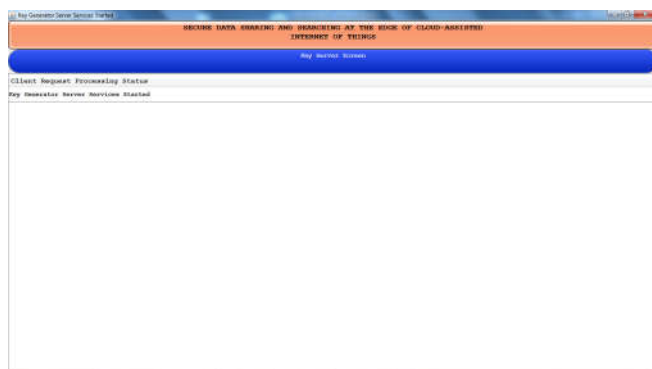 Key Generator Server Services Started
SECURE DATA SHARING AND SEARCHING AT THE EDGE OF CLOUD-ASSISTED
INTERNET OF THINGS
Key Server Screen
Client Request Processing Status
Key Generator Server Services Started